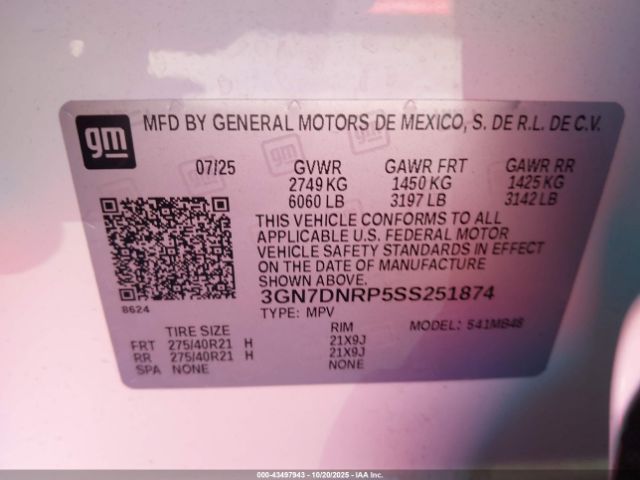 gm
MFD BY GENERAL MOTORS DE MEXICO, S. DE R.L. DE C.V.
07/25 GVWR GAWR FRT GAWR RR
2749 KG 1450 KG 1425 KG
6060 LB 3197 LB 3142 LB
THIS VEHICLE CONFORMS TO ALL
APPLICABLE U.S. FEDERAL MOTOR
VEHICLE SAFETY STANDARDS IN EFFECT
ON THE DATE OF MANUFACTURE
SHOWN ABOVE.
3GN7DNRP5SS251874
8624
TYPE: MPV MODEL: 541MB48
TIRE SIZE RIM
FRT 275/40R21 H 21X9J
RR 275/40R21 H 21X9J
SPA NONE NONE
000-43497943 - 10/20/2025 - IAA Inc.